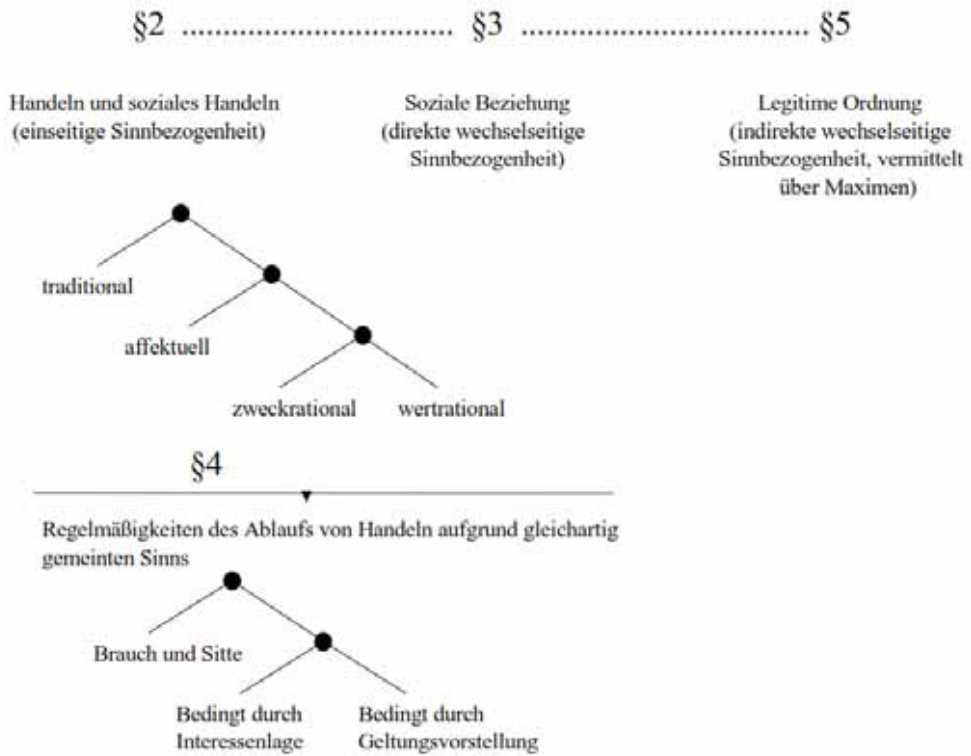 §2 ........................................ §3 ........................................... §5
Handeln und soziales Handeln
(einseitige Sinnbezogenheit)
Soziale Beziehung
(direkte wechselseitige
Sinnbezogenheit)
Legitime Ordnung
(indirekte wechselseitige
Sinnbezogenheit, vermittelt
über Maximen)
traditional
affektuell
zweckrational wertrational
§4
Regelmäßigkeiten des Ablaufs von Handeln aufgrund gleichartig
gemeinten Sinns
Brauch und Sitte
Bedingt durch
Interessenlage
Bedingt durch
Geltungsvorstellung